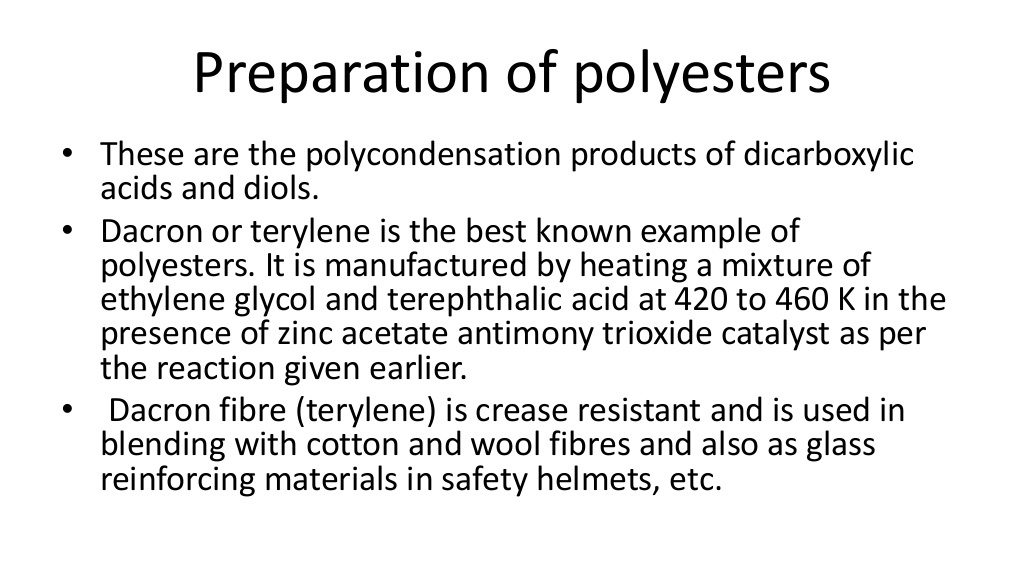 Preparation of polyesters
• These are the polycondensation products of dicarboxylic
acids and diols.
• Dacron or terylene is the best known example of
polyesters. It is manufactured by heating a mixture of
ethylene glycol and terephthalic acid at 420 to 460 K in the
presence of zinc acetate antimony trioxide catalyst as per
the reaction given earlier.
• Dacron fibre (terylene) is crease resistant and is used in
blending with cotton and wool fibres and also as glass
reinforcing materials in safety helmets, etc.